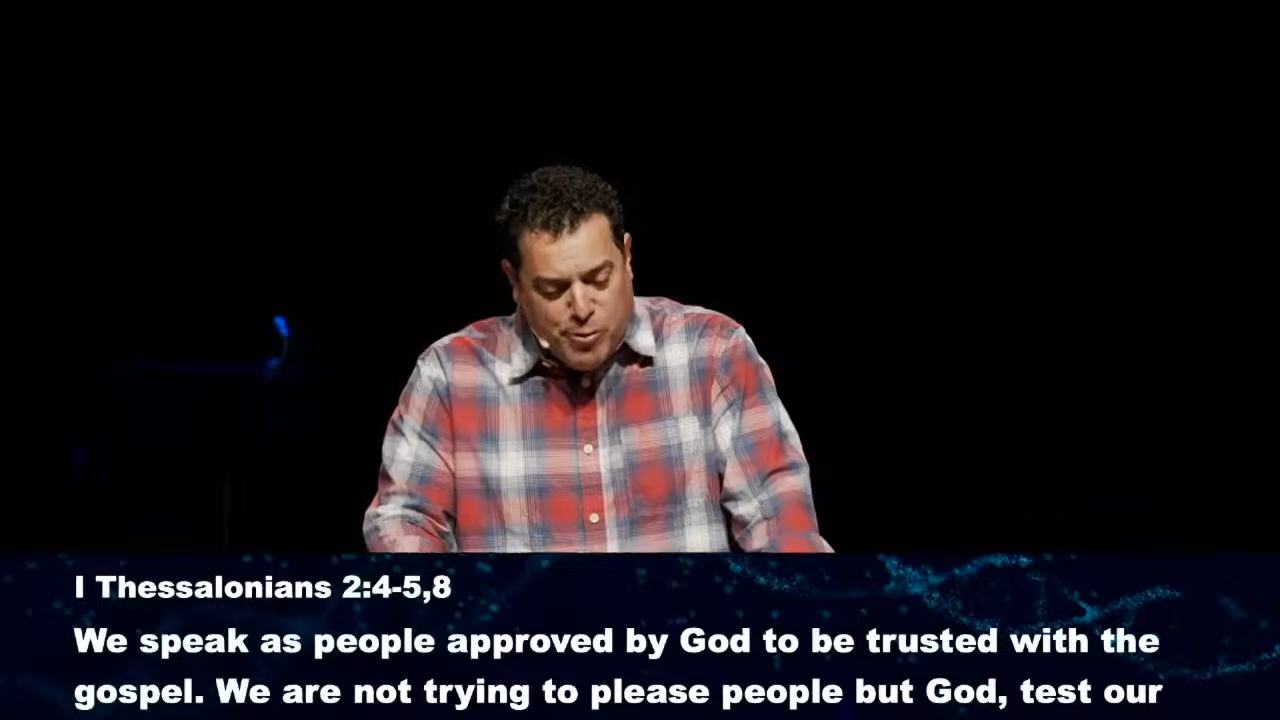 I Thessalonians 2:4-5,8
We speak as people approved by God to be trusted with the
gospel. We are not trying to please people but God, test our